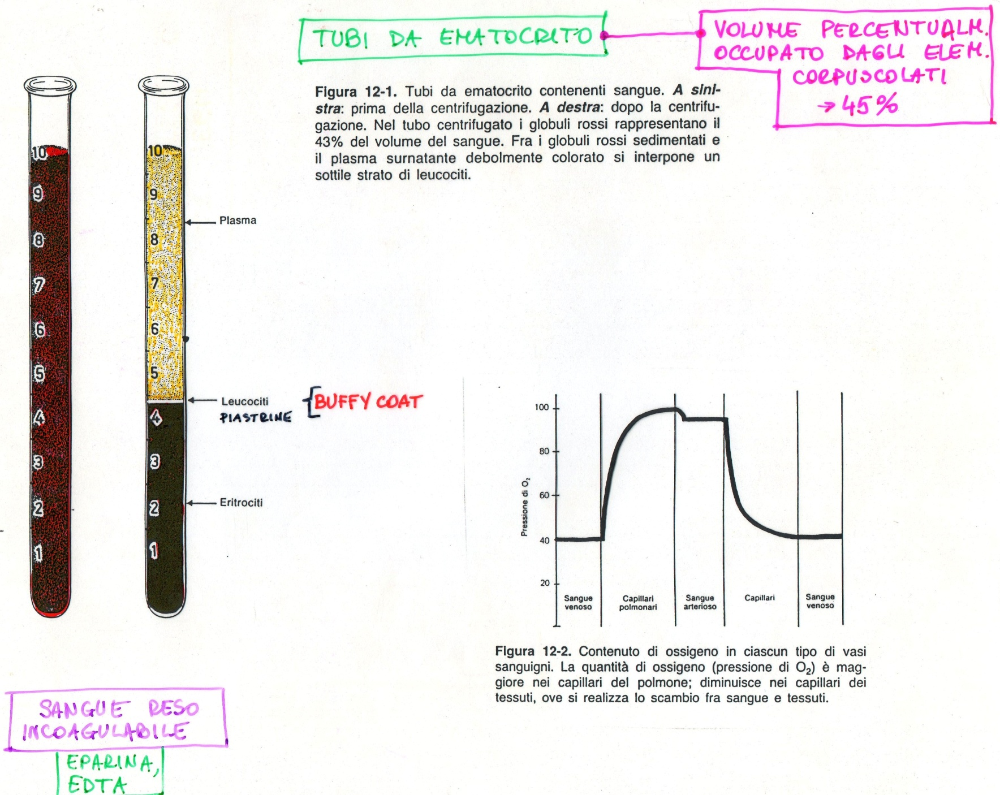 TUBI DA EMATOCRITO
VOLUME PERCENTUALM.
OCCUPATO DAGLI ELEM.
CORPUSCOLATI
→ 45%
Figura 12-1. Tubi da ematocrito contenenti sangue. A sini-
stra: prima della centrifugazione. A destra: dopo la centrifu-
gazione. Nel tubo centrifugato i globuli rossi rappresentano il
43% del volume del sangue. Fra i globuli rossi sedimentati e
il plasma surnatante debolmente colorato si interpone un
sottile strato di leucociti.
10
9
8
7
6
5
4
3
2
1
10
9
8
7
6
5
4
3
2
1
Plasma
Leucociti
PIASTRINE
BUFFY COAT
Eritrociti
Pressione di O₂
100
80
60
40
20
Sangue
venoso
Capillari
polmonari
Sangue
arterioso
Capillari
Sangue
venoso
Figura 12-2. Contenuto di ossigeno in ciascun tipo di vasi
sanguigni. La quantità di ossigeno (pressione di O₂) è mag-
giore nei capillari del polmone; diminuisce nei capillari dei
tessuti, ove si realizza lo scambio fra sangue e tessuti.
SANGUE RESO
INCOAGULABILE
EPARINA,
EDTA